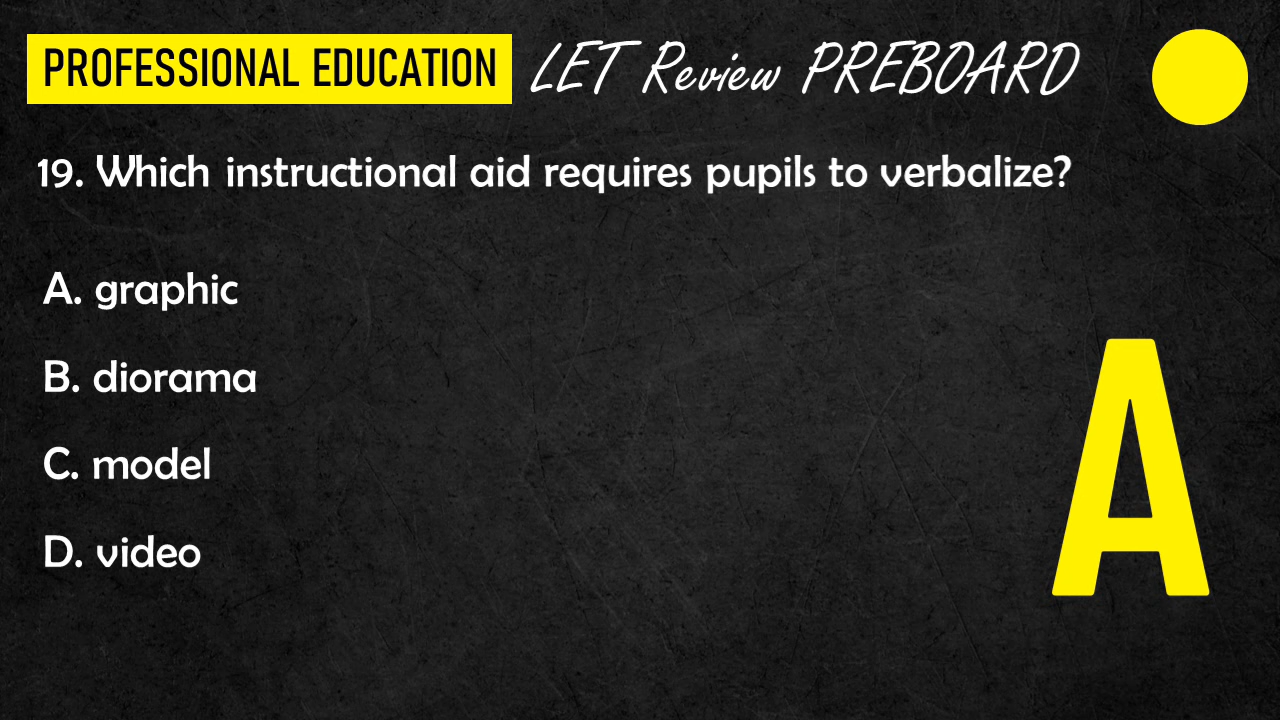 PROFESSIONAL EDUCATION LET Review PREBOARD
19. Which instructional aid requires pupils to verbalize?
A. graphic
B. diorama
C. model
D. video
A